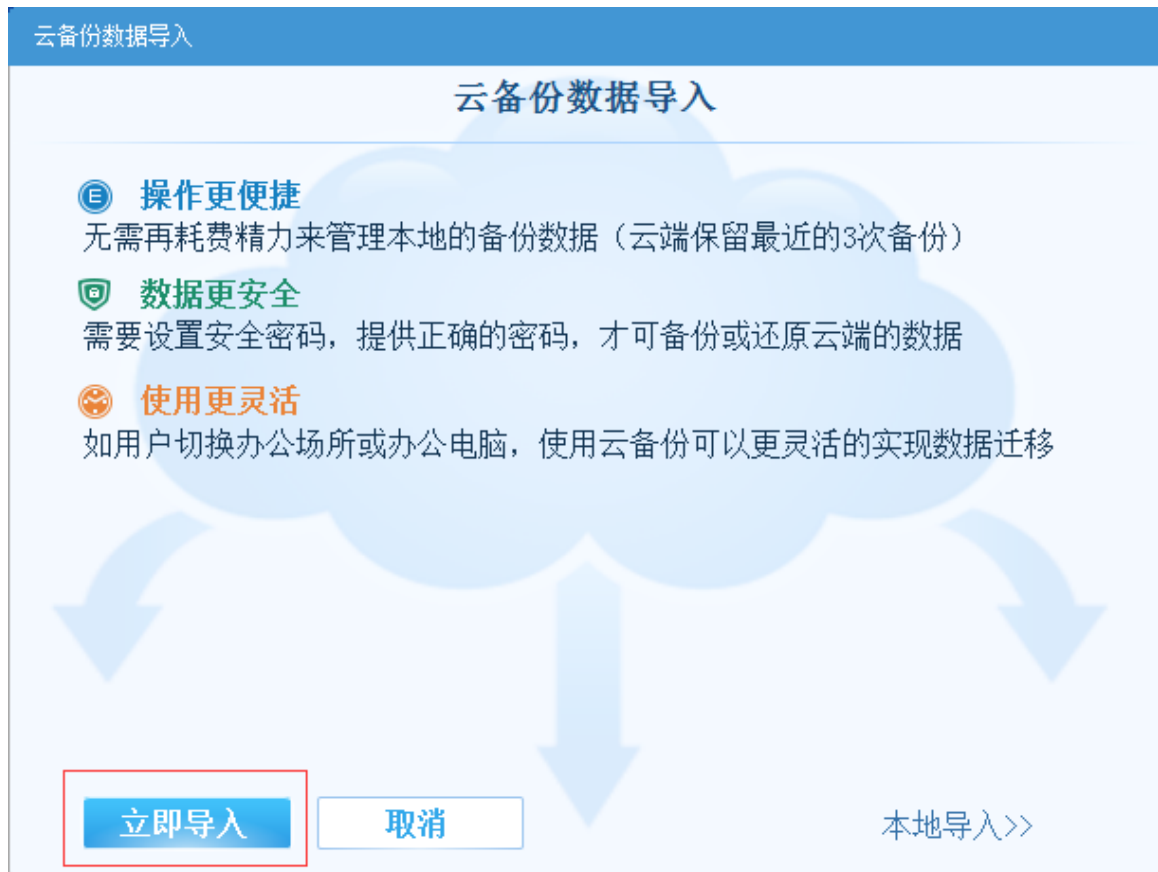 云备份数据导入
云备份数据导入
操作更便捷
无需再耗费精力来管理本地的备份数据（云端保留最近的3次备份）
数据更安全
需要设置安全密码，提供正确的密码，才可备份或还原云端的数据
使用更灵活
如用户切换办公场所或办公电脑，使用云备份可以更灵活的实现数据迁移
立即导入 取消 本地导入>>